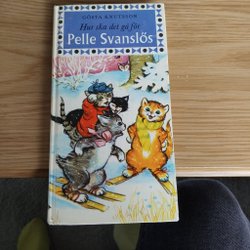 GÖSTA KNUTSSON
Hur ska det gå för
Pelle Svanslös